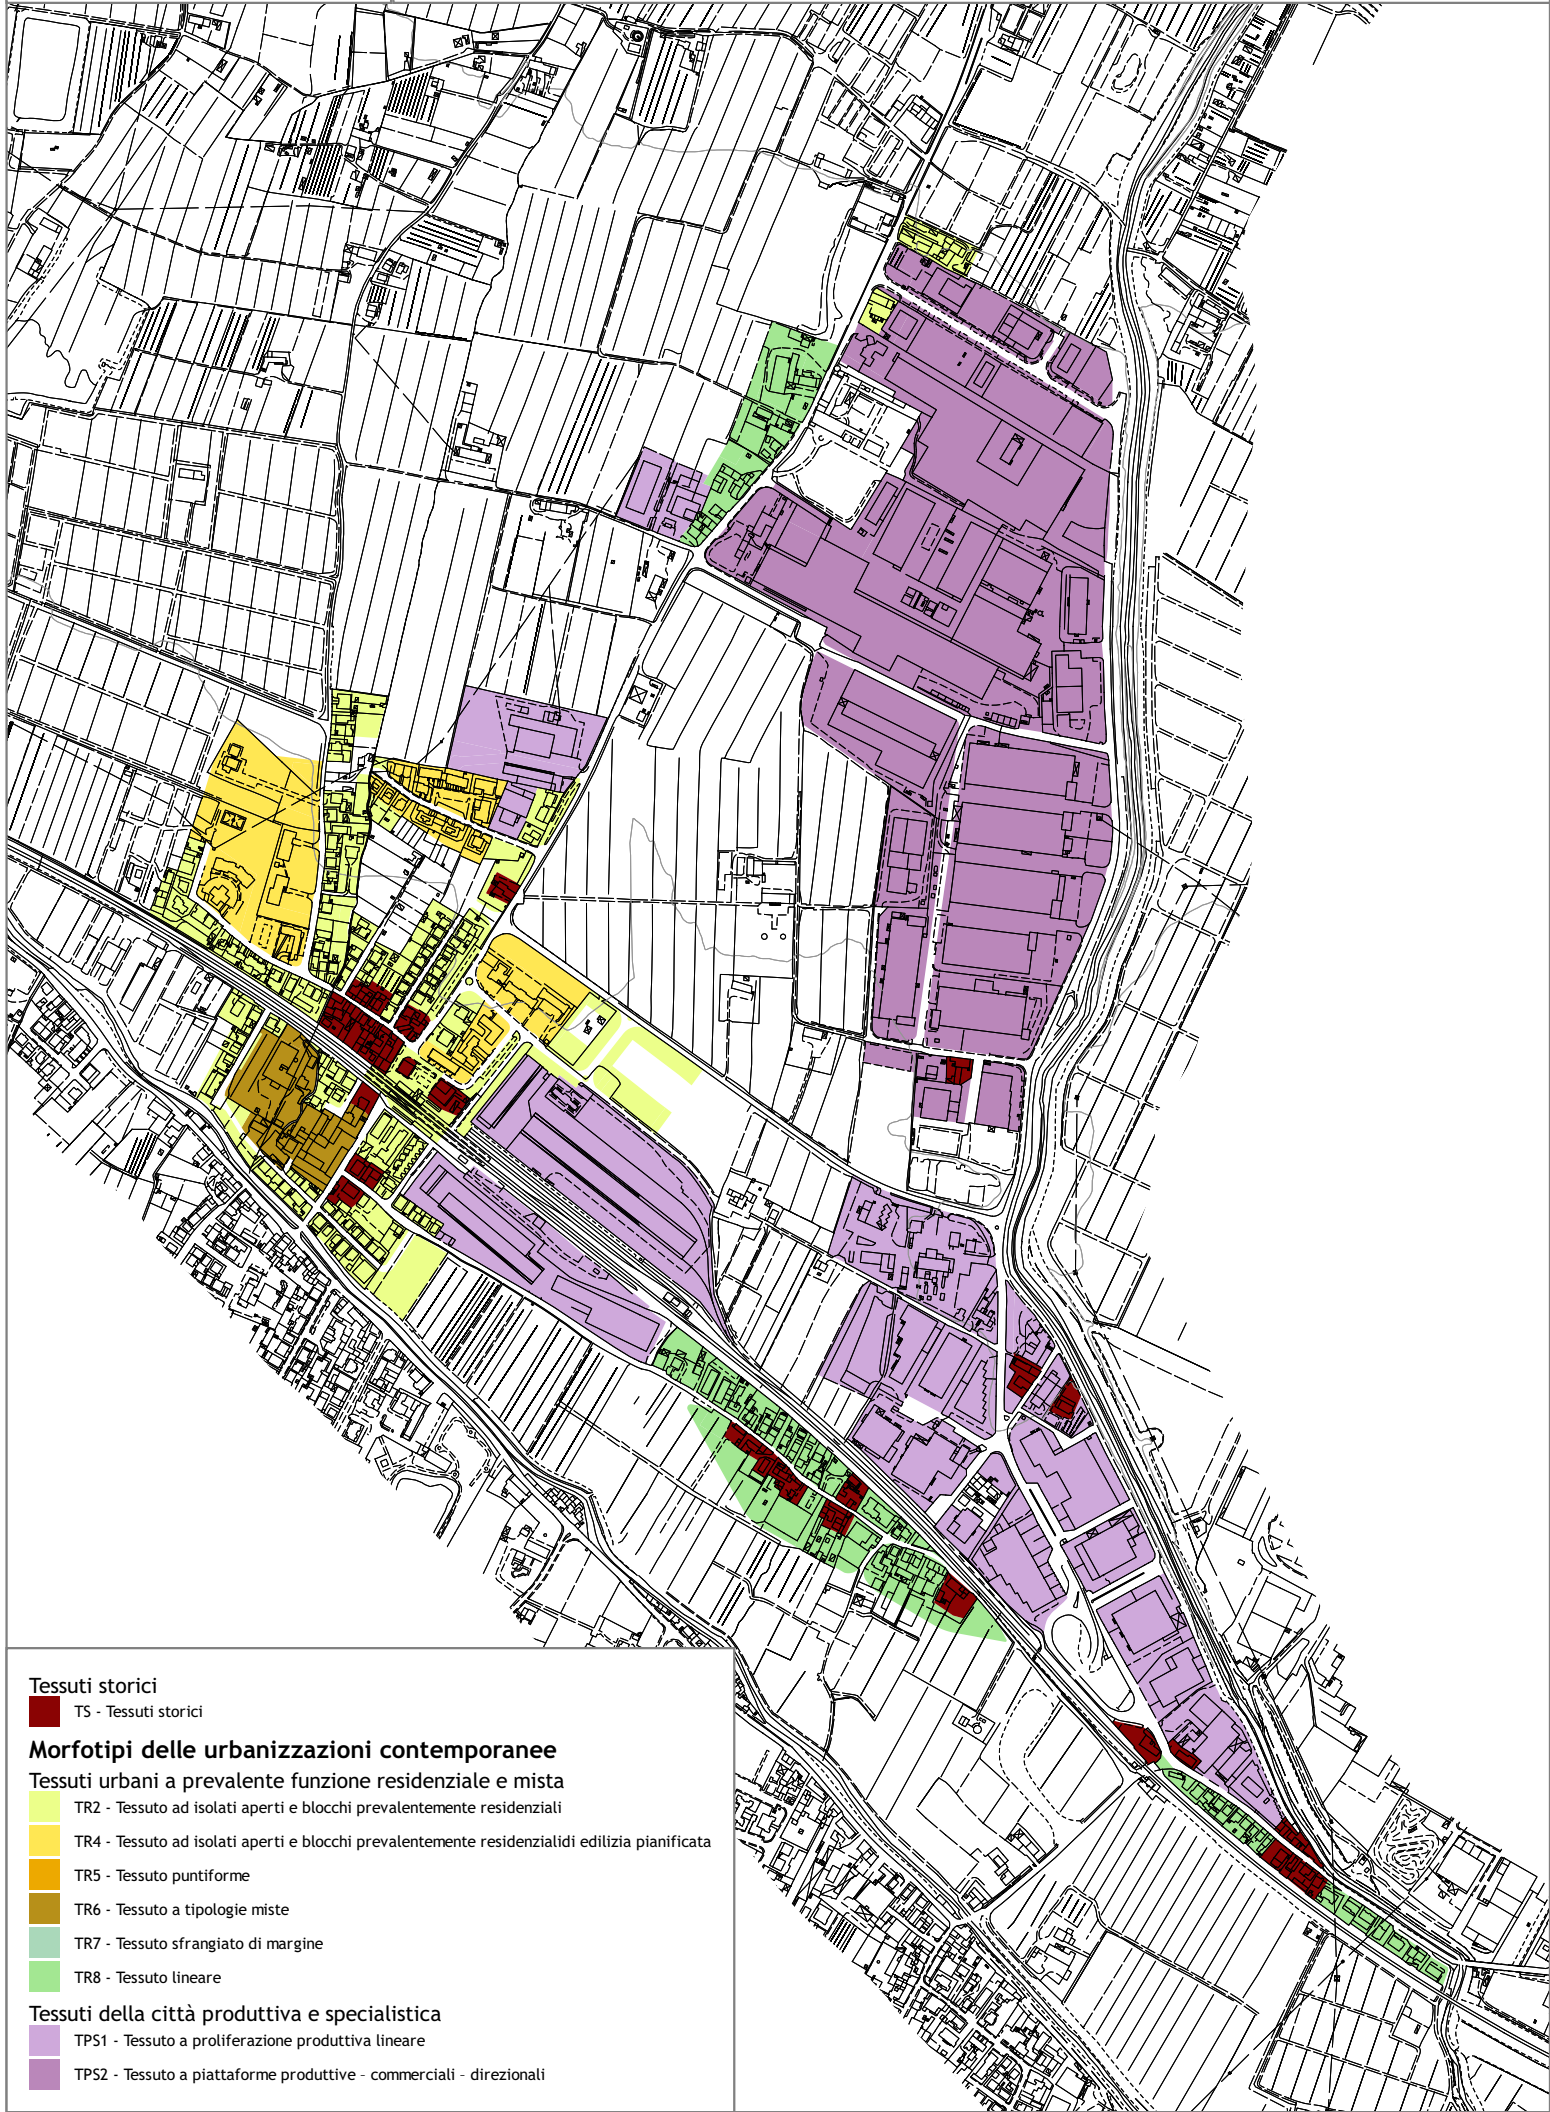 Tessuti storici
TS - Tessuti storici
Morfotipi delle urbanizzazioni contemporanee
Tessuti urbani a prevalente funzione residenziale e mista
TR2 - Tessuto ad isolati aperti e blocchi prevalentemente residenziali
TR4 - Tessuto ad isolati aperti e blocchi prevalentemente residenzialidi edilizia pianificata
TR5 - Tessuto puntiforme
TR6 - Tessuto a tipologie miste
TR7 - Tessuto sfrangiato di margine
TR8 - Tessuto lineare
Tessuti della città produttiva e specialistica
TPS1 - Tessuto a proliferazione produttiva lineare
TPS2 - Tessuto a piattaforme produttive - commerciali - direzionali